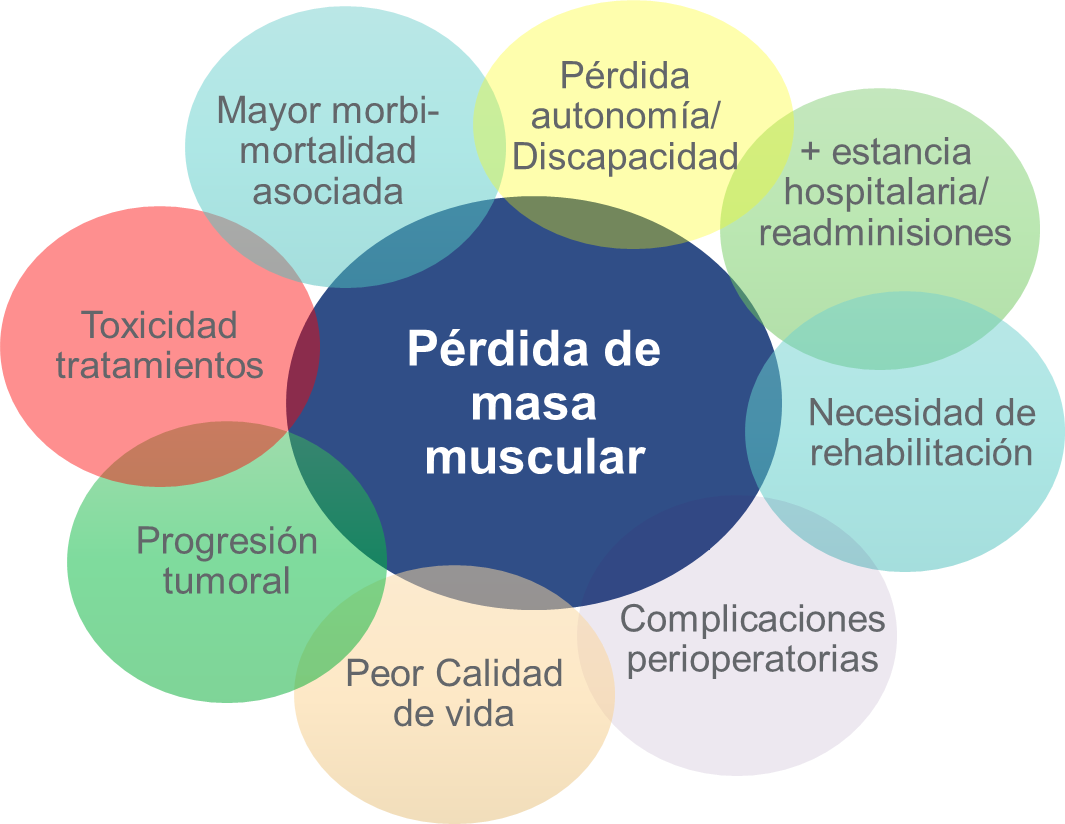 Pérdida
autonomía/
Discapacidad
+ estancia
hospitalaria/
readminisiones
Necesidad de
rehabilitación
Complicaciones
perioperatorias
Peor Calidad
de vida
Progresión
tumoral
Toxicidad
tratamientos
Mayor morbi-
mortalidad
asociada
Pérdida de
masa
muscular